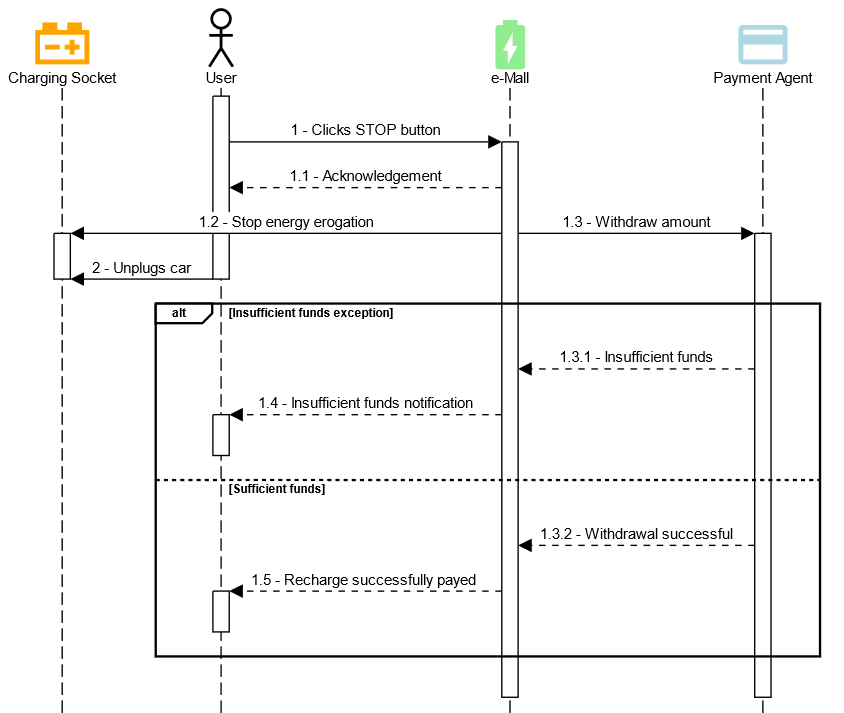 Charging Socket
User
e-Mall
Payment Agent
1 - Clicks STOP button
1.1 - Acknowledgement
1.2 - Stop energy erogation
1.3 - Withdraw amount
2 - Unplugs car
alt
[Insufficient funds exception]
1.3.1 - Insufficient funds
1.4 - Insufficient funds notification
[Sufficient funds]
1.3.2 - Withdrawal successful
1.5 - Recharge successfully payed